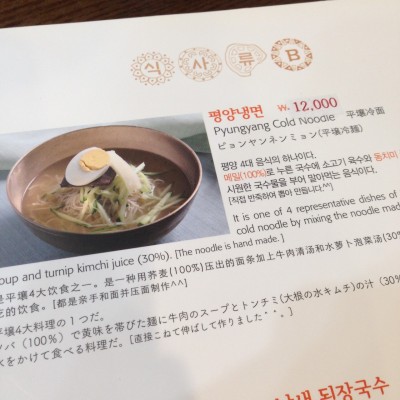 식사류 B
평양냉면 ₩. 12,000
Pyungyang Cold Noodle 平壤冷面
ピョンヤンネンミョン(平壌冷麺)
평양 4대 음식의 하나이다.
메밀(100%)로 누른 국수에 소고기 육수와 동치미
시원한 국수물을 부어 말아먹는 음식이다.
[직접 반죽하며 뽑아 만듭니다.^^]
It is one of 4 representative dishes of
cold noodle by mixing the noodle made
oup and turnip kimchi juice (30%). [The noodle is hand made. ]
是平壤4大饮食之一。是一种用荞麦(100%)压出的面条加上牛肉清汤和水萝卜泡菜汤(30%
吃的饮食。[都是亲手和面并压面制作^^]
平壌4大料理の1つだ。
ソバ(100%)で黄味を帯びた麺に牛肉のスープとトンチミ(大根の水キムチ)の汁(30%
水をかけて食べる料理だ。[直接こねて伸ばして作りました・・。]
된장국수